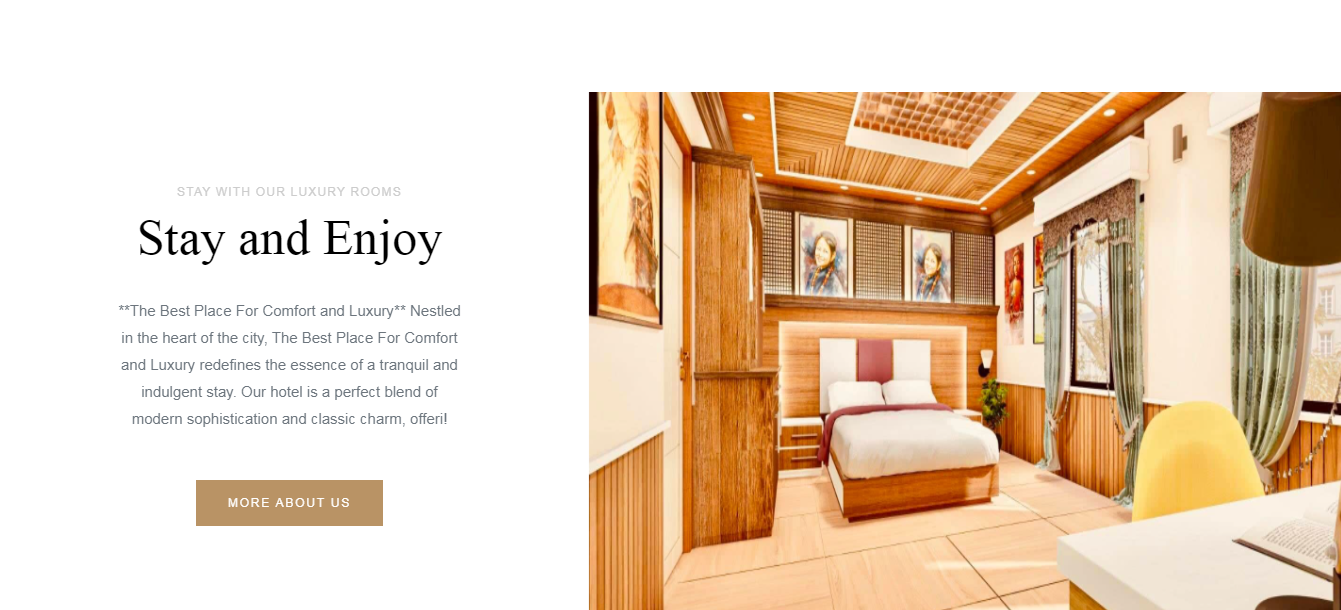 STAY WITH OUR LUXURY ROOMS
Stay and Enjoy
**The Best Place For Comfort and Luxury** Nestled
in the heart of the city, The Best Place For Comfort
and Luxury redefines the essence of a tranquil and
indulgent stay. Our hotel is a perfect blend of
modern sophistication and classic charm, offeri!
MORE ABOUT US